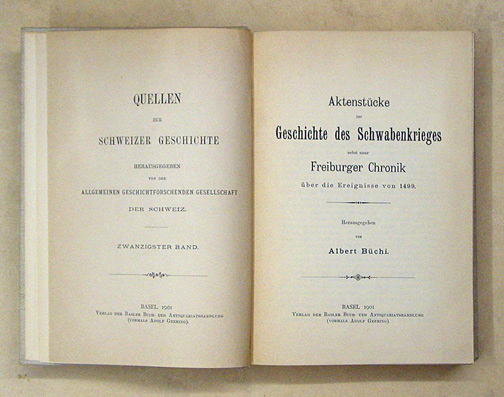 QUELLEN
ZUR
SCHWEIZER GESCHICHTE
HERAUSGEGEBEN
VON DER
ALLGEMEINEN GESCHICHTFORSCHENDEN GESELLSCHAFT
DER SCHWEIZ.
ZWANZIGSTER BAND.
BASEL 1901
VERLAG DER BASLER BUCH- UND ANTIQUARIATSHANDLUNG
(VORMALS ADOLF GEERING).
Aktenstücke
zur
Geschichte des Schwabenkrieges
nebst einer
Freiburger Chronik
über die Ereignisse von 1499.
Herausgegeben
von
Albert Büchi.
BASEL 1901
VERLAG DER BASLER BUCH- UND ANTIQUARIATSHANDLUNG
(VORMALS ADOLF GEERING).